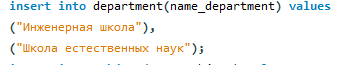 insert into department(name_department) values
("Инженерная школа"),
("Школа естественных наук");